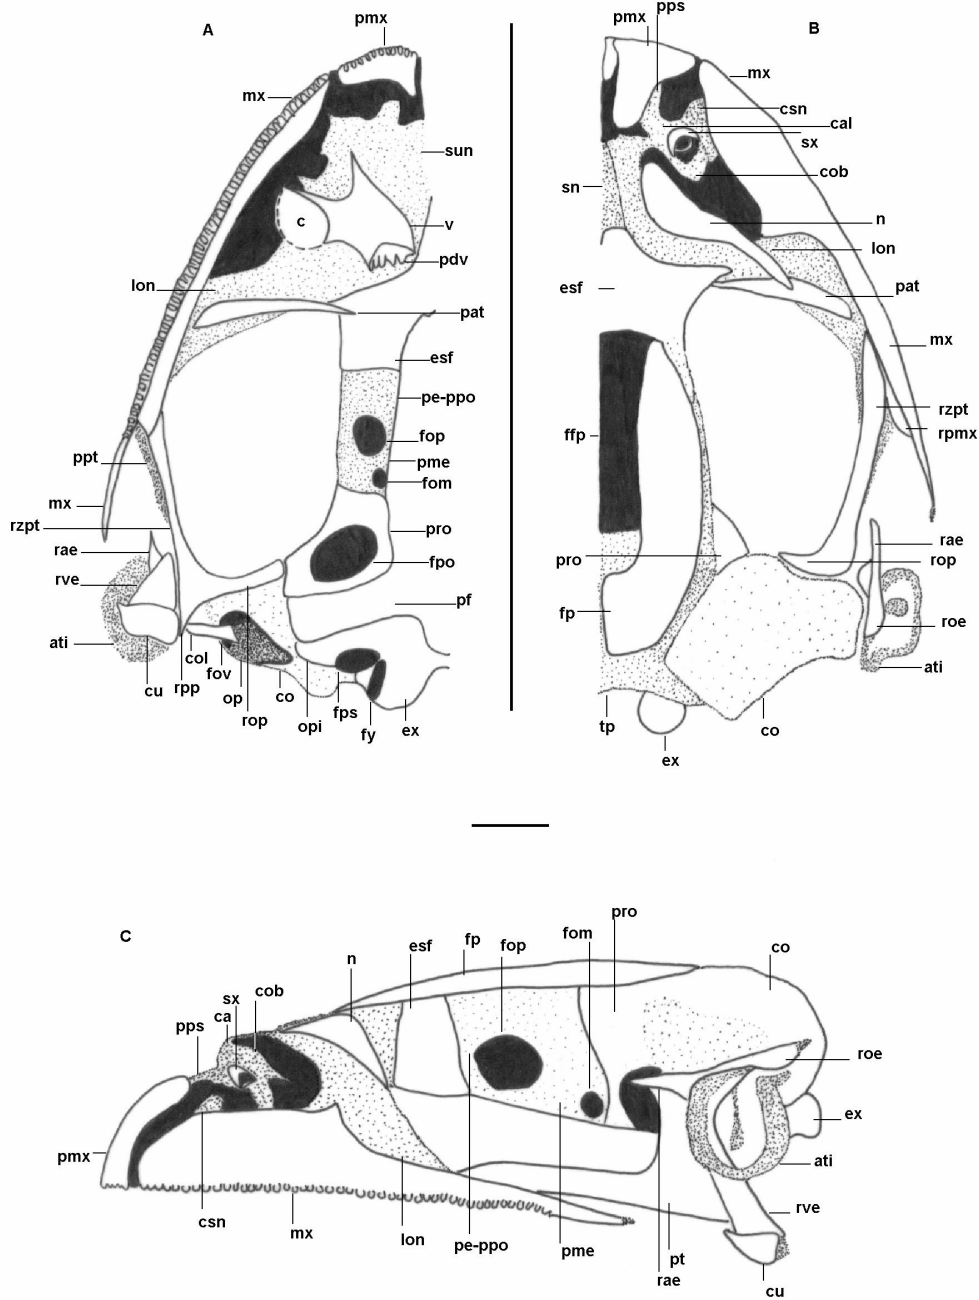 A
pmx
mx
sun
c
v
pdv
lon
pat
esf
pe-ppo
fop
pme
fom
ppt
mx
rzpt
pro
rae
fpo
rve
pf
ati
cu
rpp
col
fov
op
rop
co
opi
fps
fy
ex
B
pmx
pps
mx
csn
cal
sx
cob
sn
n
lon
esf
pat
mx
rzpt
rpmx
ffp
rae
pro
rop
fp
roe
ati
tp
co
ex
C
pro
fom
fop
fp
esf
n
co
cob
sx
ca
pps
roe
ex
pmx
ati
rve
csn
mx
lon
pe-ppo
pme
pt
rae
cu